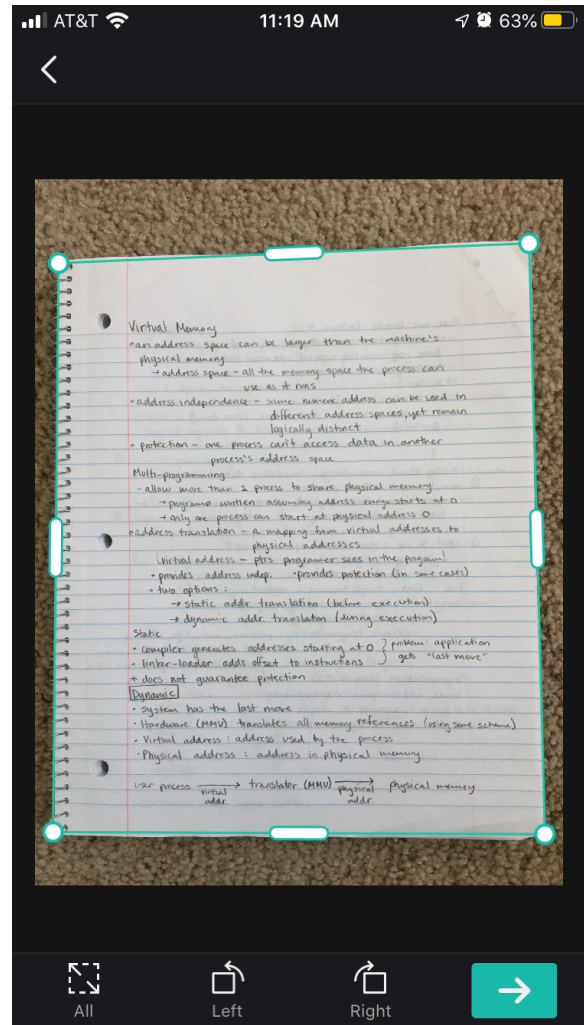 AT&T 11:19 AM 63%
Virtual Memory
• an address space can be larger than the machine's
physical memory
→ address space - all the memory space the process can
use as it runs
• address independence - same numeric address can be used in
different address spaces, yet remain
logically distinct
• protection - one process can't access data in another
process's address space
Multi-programming
- allow more than 1 process to share physical memory
→ programs written assuming address range starts at 0
→ only one process can start at physical address 0
• address translation - a mapping from virtual addresses to
physical addresses
(virtual address - ptrs programer sees in the program)
• provides address indep. • provides protection (in some cases)
• two options:
→ static addr. translation (before execution)
→ dynamic addr. translation (during execution)
Static
• compiler generates addresses starting at 0 } problem: application
• linker-loader adds offset to instructions } gets "last move"
+ does not guarantee protection
Dynamic
• System has the last move
• Hardware (MMU) translates all memory references (using same scheme)
• Virtual address : address used by the process
• Physical address : address in physical memory
user process → translator (MMU) → physical memory
virtual addr. physical addr.
All Left Right